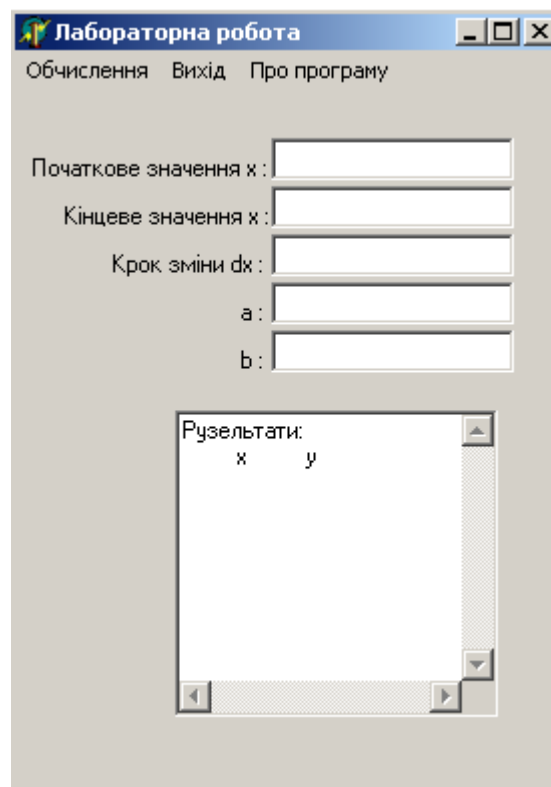 Лабораторна робота
Обчислення Вихід Про програму
Початкове значення x :
Кінцеве значення x :
Крок зміни dx :
a :
b :
Рузельтати:
x y